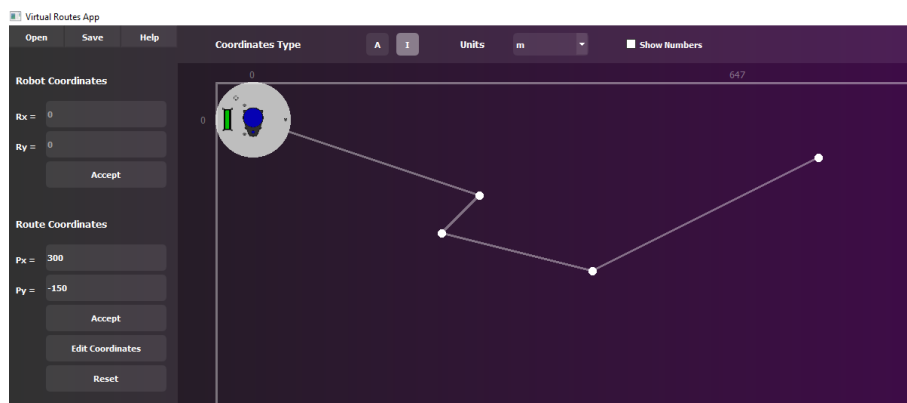 Virtual Routes App
Open Save Help
Coordinates Type A I Units m Show Numbers
0 647
Robot Coordinates
Rx = 0
0
Ry = 0
Accept
Route Coordinates
Px = 300
Py = -150
Accept
Edit Coordinates
Reset